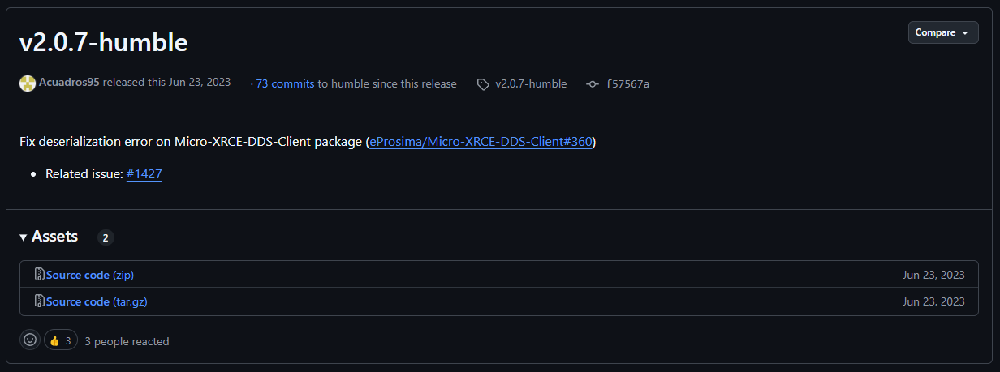 v2.0.7-humble
Compare
Acuadros95 released this Jun 23, 2023 · 73 commits to humble since this release v2.0.7-humble f57567a
Fix deserialization error on Micro-XRCE-DDS-Client package (eProsima/Micro-XRCE-DDS-Client#360)
• Related issue: #1427
Assets 2
Source code (zip) Jun 23, 2023
Source code (tar.gz) Jun 23, 2023
3 3 people reacted